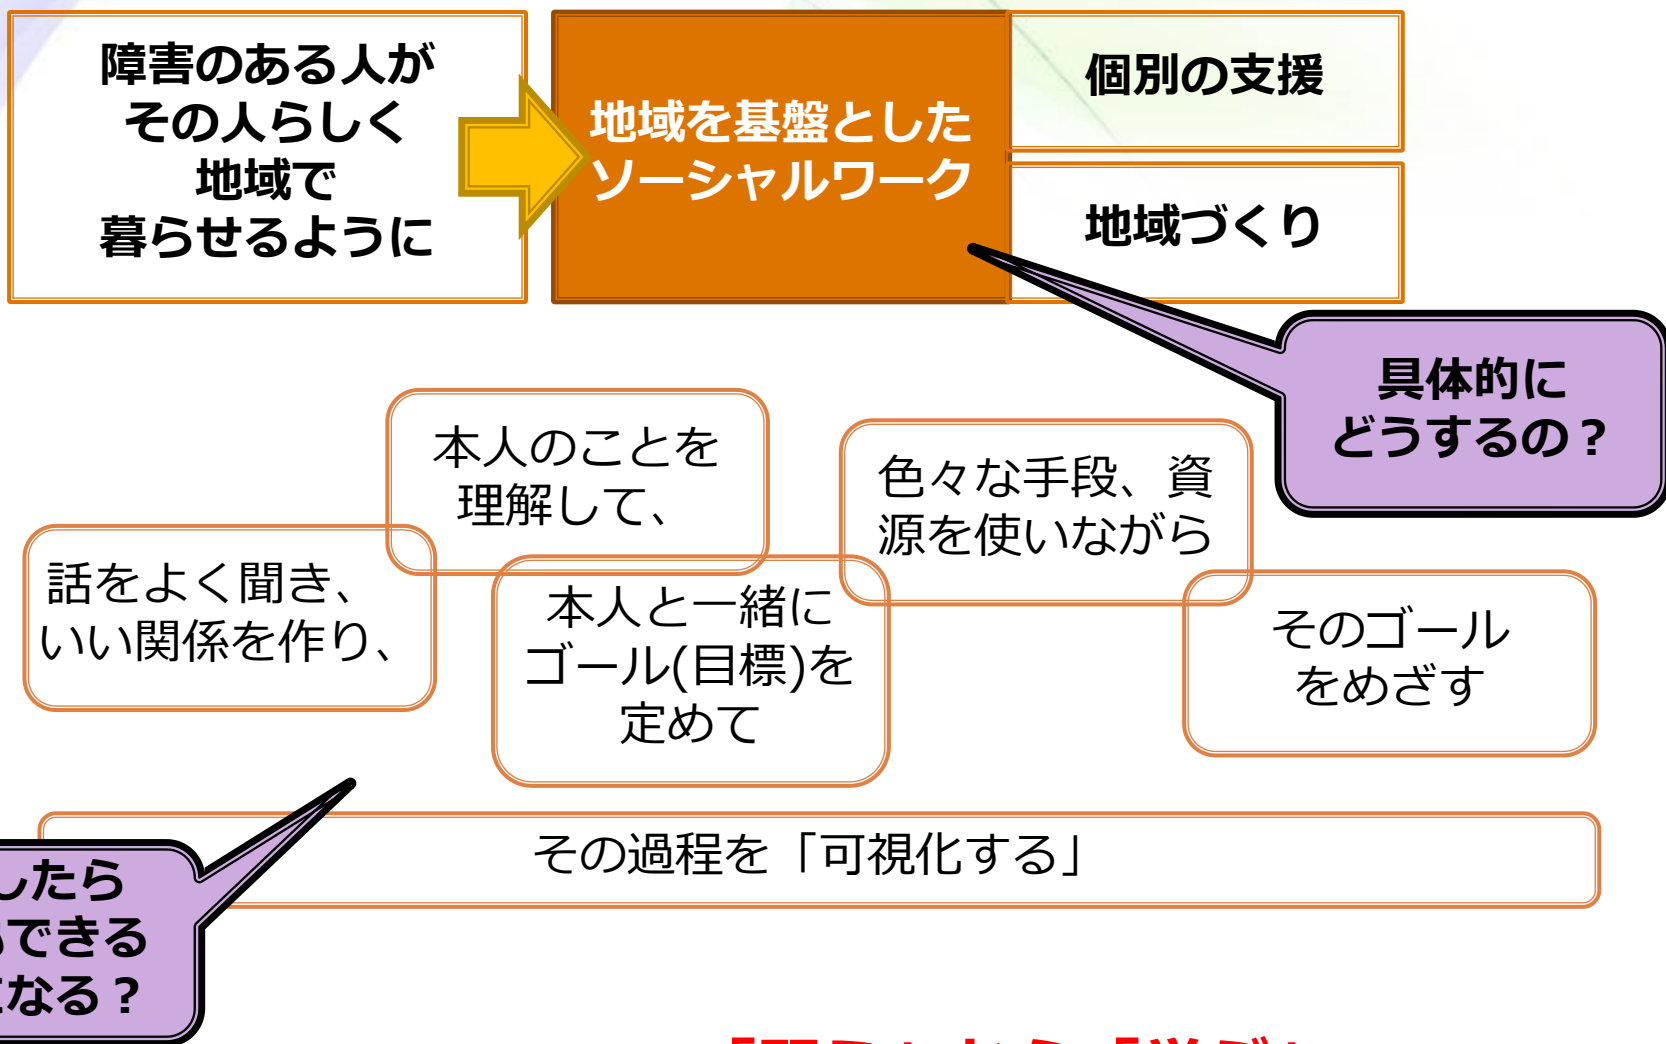 障害のある人が
その人らしく
地域で
暮らせるように
地域を基盤とした
ソーシャルワーク
個別の支援
地域づくり
具体的に
どうするの？
本人のことを
理解して、
色々な手段、資
源を使いながら
話をよく聞き、
いい関係を作り、
本人と一緒に
ゴール(目標)を
定めて
そのゴール
をめざす
その過程を「可視化する」
したら
できる
なる？